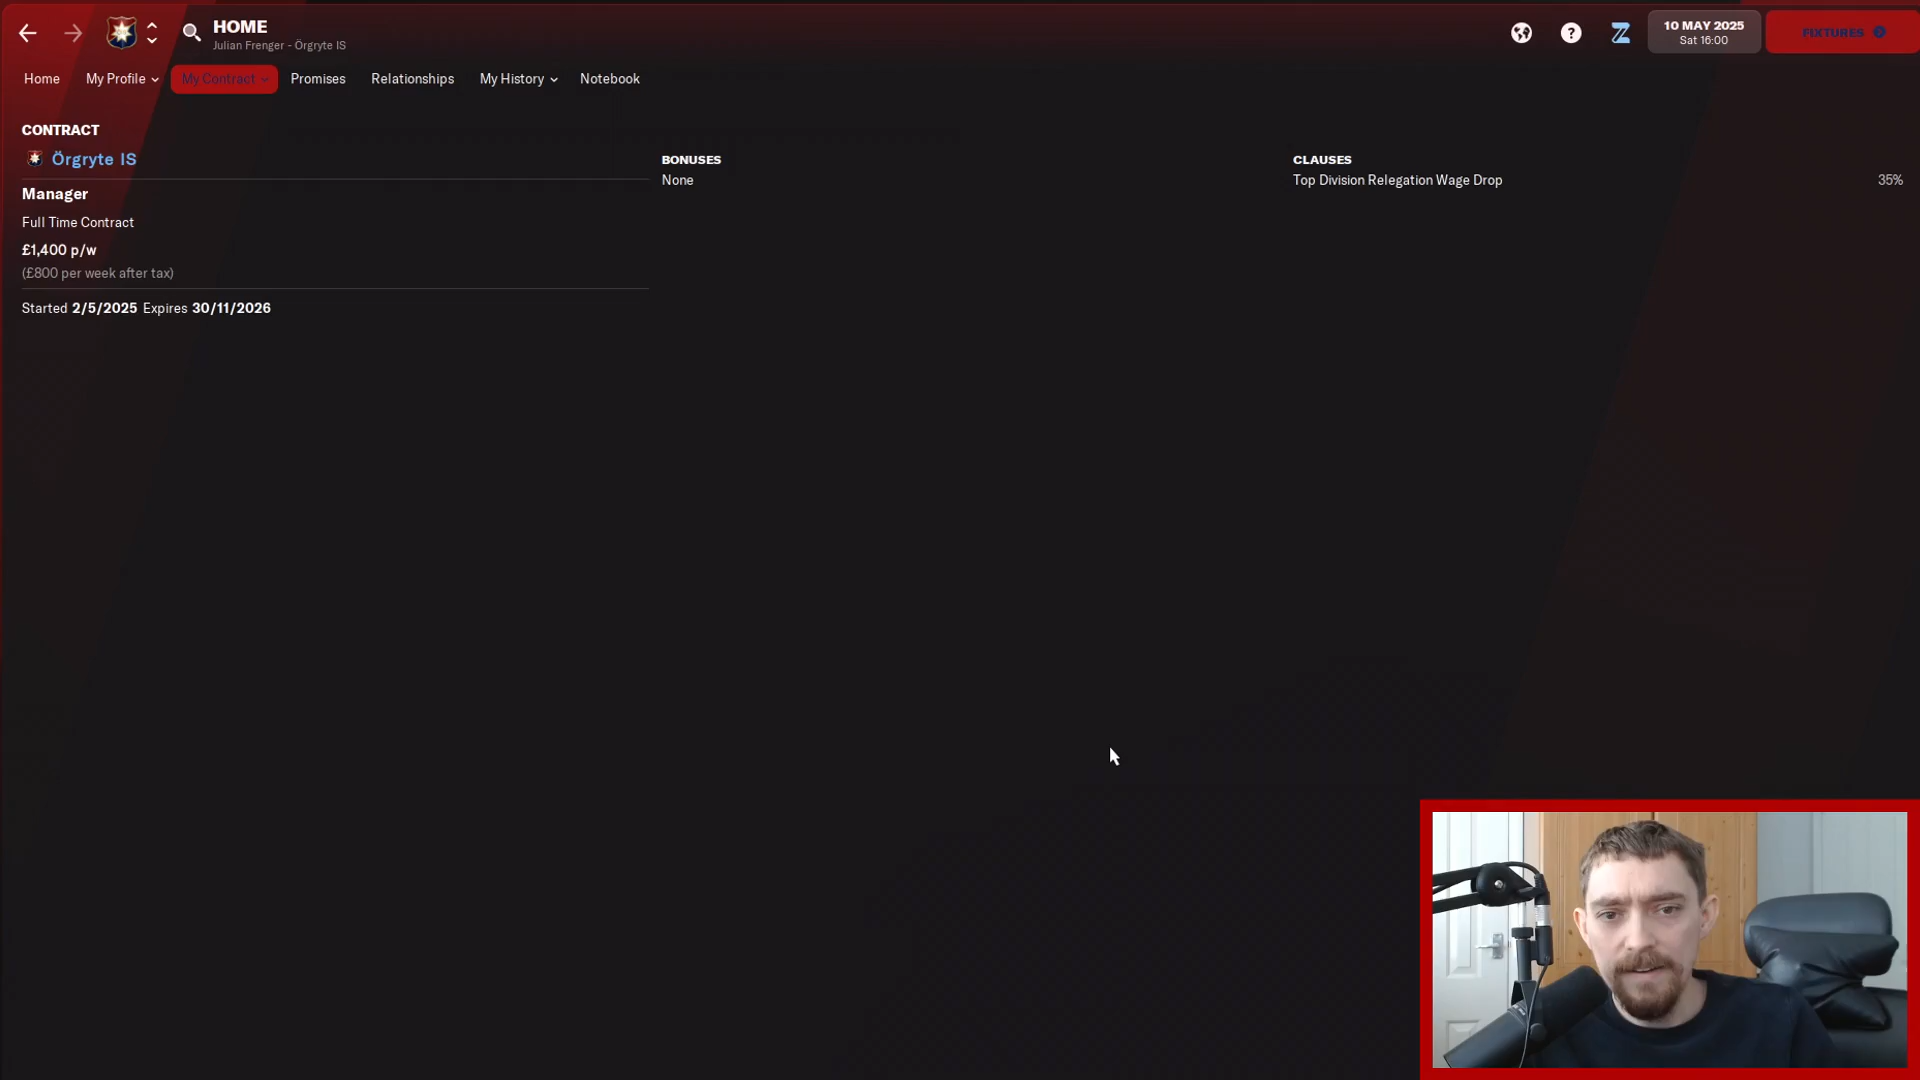 HOME
Julian Frenger - Örgryte IS
10 MAY 2025
Sat 16:00
FIXTURES
Home
My Profile
My Contract
Promises
Relationships
My History
Notebook
CONTRACT
Örgryte IS
Manager
Full Time Contract
£1,400 p/w
(£800 per week after tax)
Started 2/5/2025 Expires 30/11/2026
BONUSES
None
CLAUSES
Top Division Relegation Wage Drop 35%